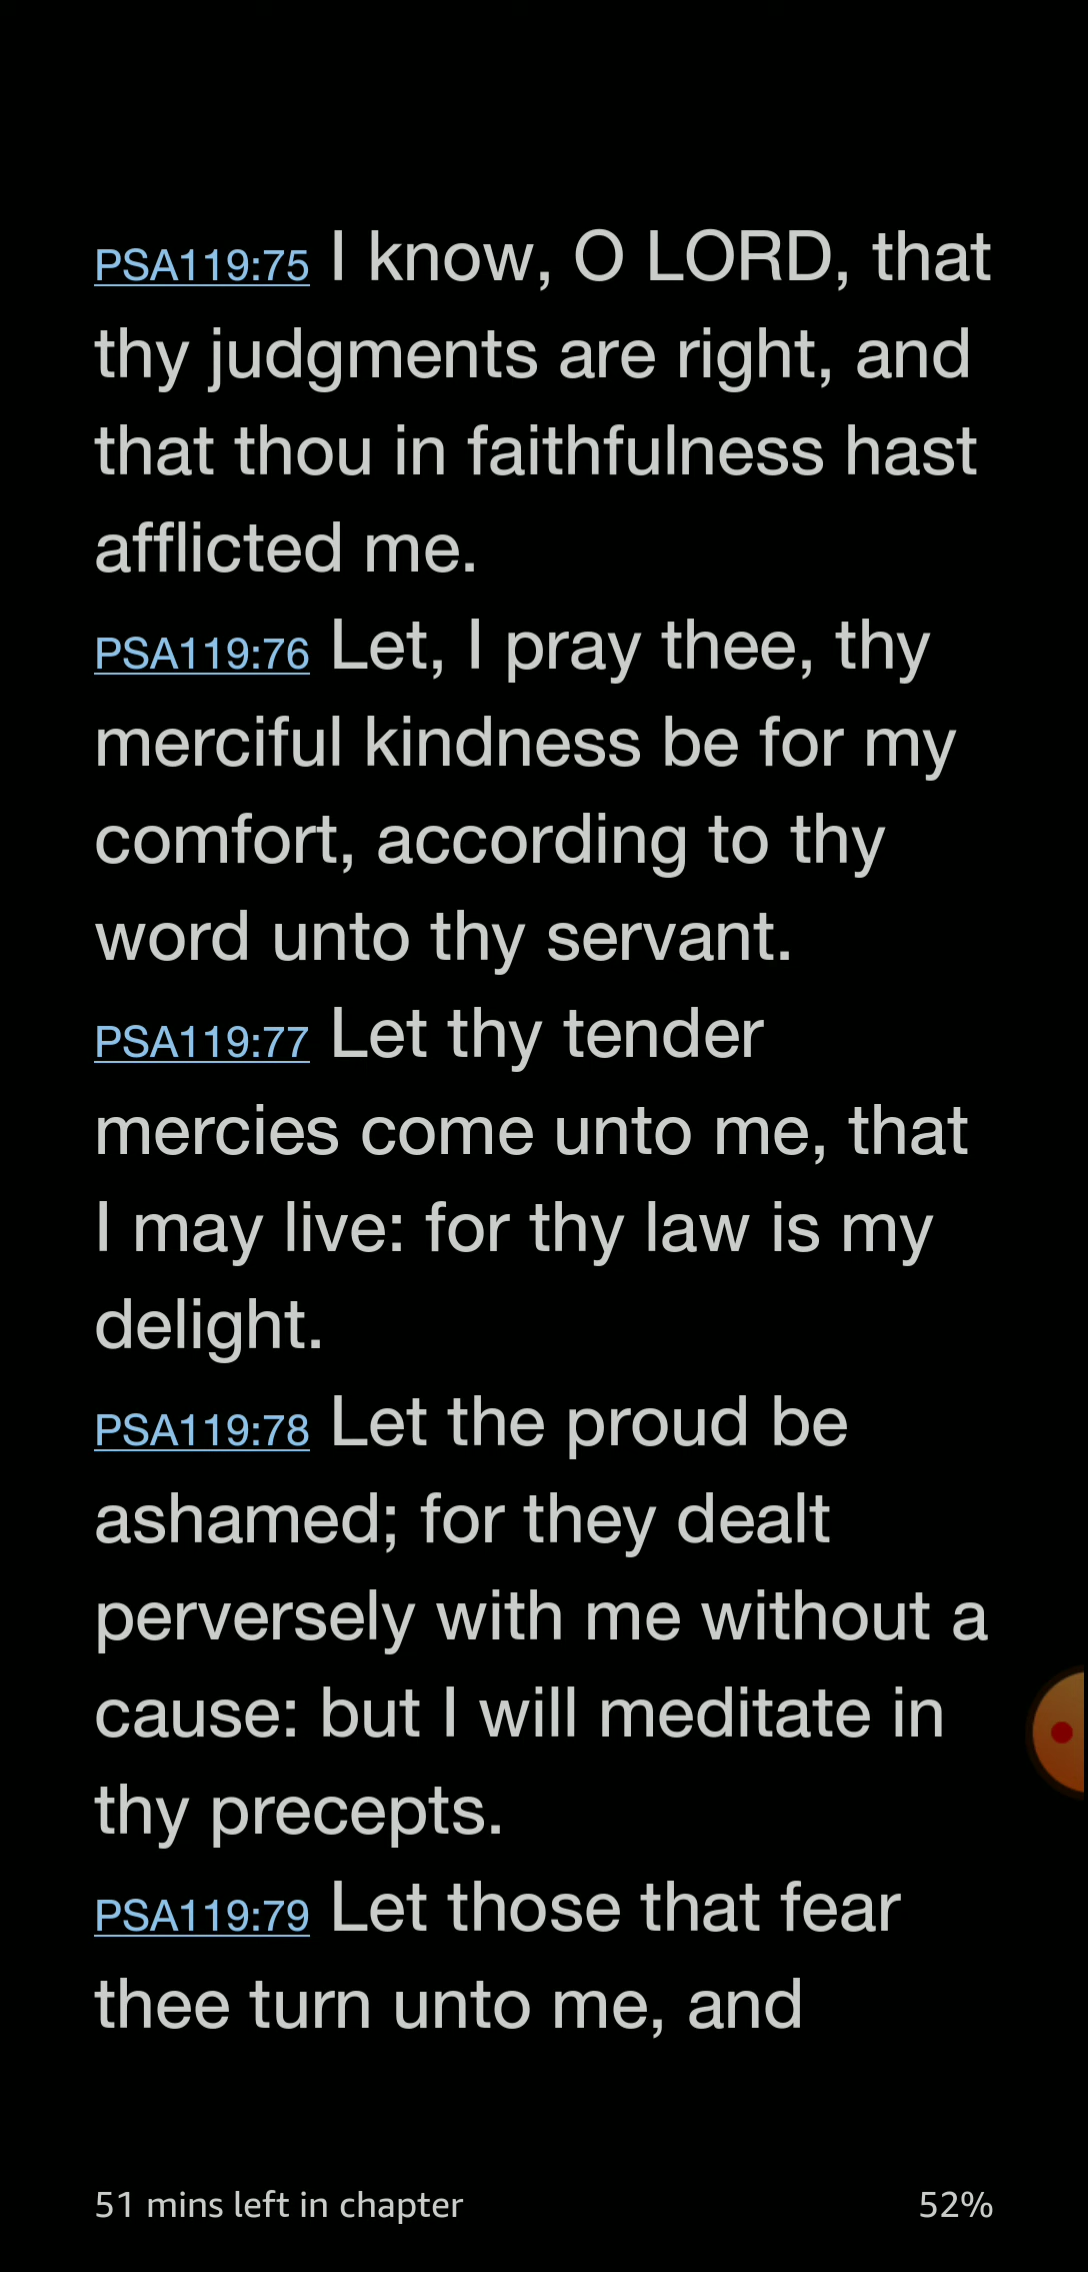 PSA119:75 I know, O LORD, that
thy judgments are right, and
that thou in faithfulness hast
afflicted me.
PSA119:76 Let, I pray thee, thy
merciful kindness be for my
comfort, according to thy
word unto thy servant.
PSA119:77 Let thy tender
mercies come unto me, that
I may live: for thy law is my
delight.
PSA119:78 Let the proud be
ashamed; for they dealt
perversely with me without a
cause: but I will meditate in
thy precepts.
PSA119:79 Let those that fear
thee turn unto me, and
51 mins left in chapter 52%